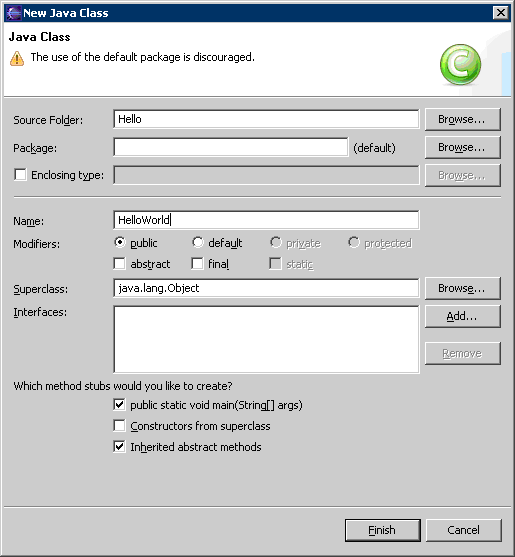 New Java Class
Java Class
The use of the default package is discouraged.
C
Source Folder: Hello Browse...
Package: (default) Browse...
Enclosing type: Browse...
Name: HelloWorld
Modifiers: public default private protected
abstract final static
Superclass: java.lang.Object Browse...
Interfaces: Add...
Remove
Which method stubs would you like to create?
public static void main(String[] args)
Constructors from superclass
Inherited abstract methods
Finish Cancel